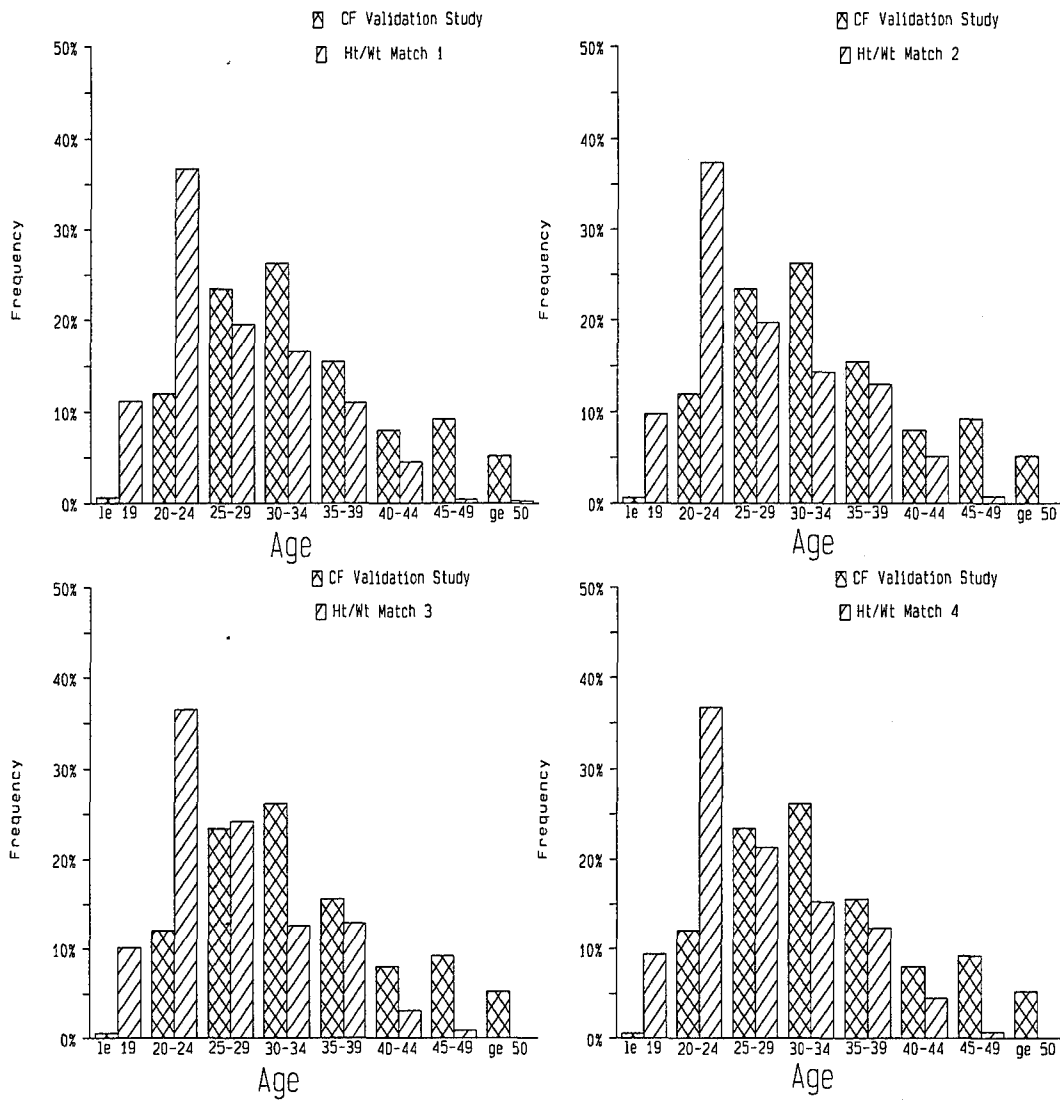 CF Validation Study
Ht/Wt Match 1
50%
40%
30%
20%
10%
0%
Frequency
le 19 20-24 25-29 30-34 35-39 40-44 45-49 ge 50
Age
CF Validation Study
Ht/Wt Match 2
50%
40%
30%
20%
10%
0%
Frequency
le 19 20-24 25-29 30-34 35-39 40-44 45-49 ge 50
Age
CF Validation Study
Ht/Wt Match 3
50%
40%
30%
20%
10%
0%
Frequency
le 19 20-24 25-29 30-34 35-39 40-44 45-49 ge 50
Age
CF Validation Study
Ht/Wt Match 4
50%
40%
30%
20%
10%
0%
Frequency
le 19 20-24 25-29 30-34 35-39 40-44 45-49 ge 50
Age